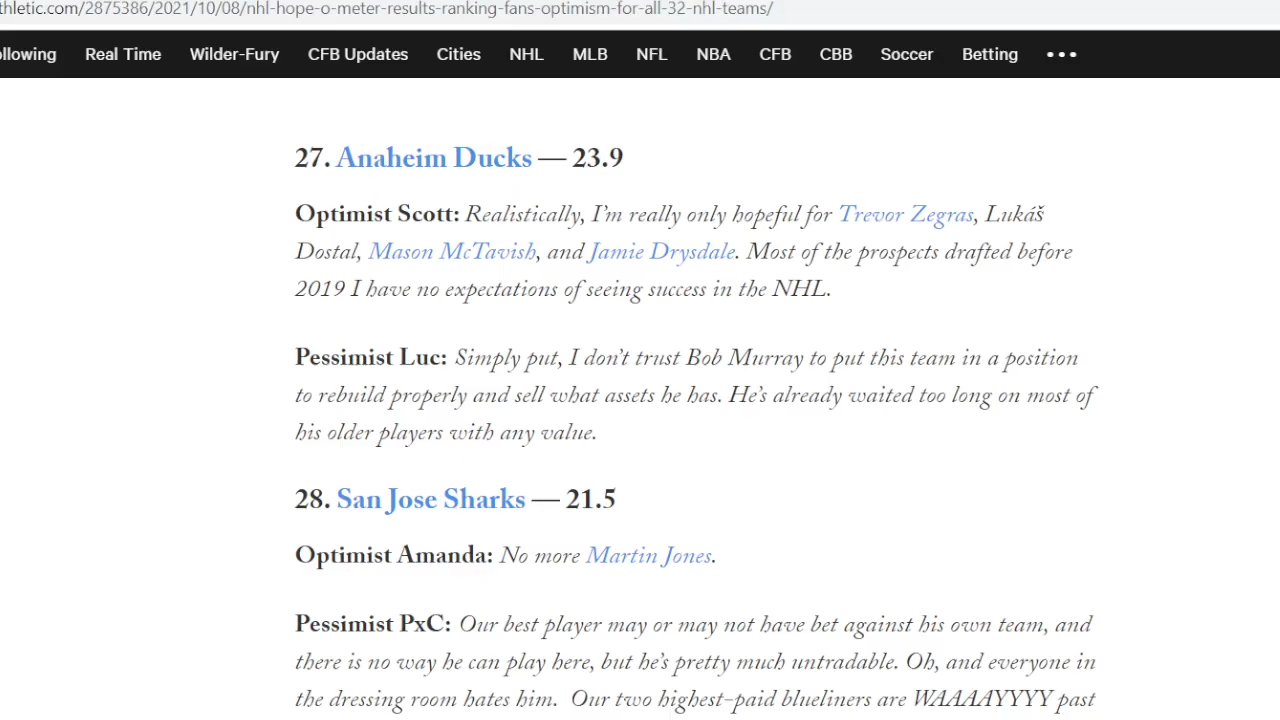 thletic.com/2875386/2021/10/08/nhl-hope-o-meter-results-ranking-fans-optimism-for-all-32-nhl-teams/
ollowing Real Time Wilder-Fury CFB Updates Cities NHL MLB NFL NBA CFB CBB Soccer Betting •••
27. Anaheim Ducks — 23.9
Optimist Scott: Realistically, I'm really only hopeful for Trevor Zegras, Lukáš
Dostal, Mason McTavish, and Jamie Drysdale. Most of the prospects drafted before
2019 I have no expectations of seeing success in the NHL.
Pessimist Luc: Simply put, I don't trust Bob Murray to put this team in a position
to rebuild properly and sell what assets he has. He's already waited too long on most of
his older players with any value.
28. San Jose Sharks — 21.5
Optimist Amanda: No more Martin Jones.
Pessimist PxC: Our best player may or may not have bet against his own team, and
there is no way he can play here, but he's pretty much untradable. Oh, and everyone in
the dressing room hates him. Our two highest-paid blueliners are WAAAAYYYY past